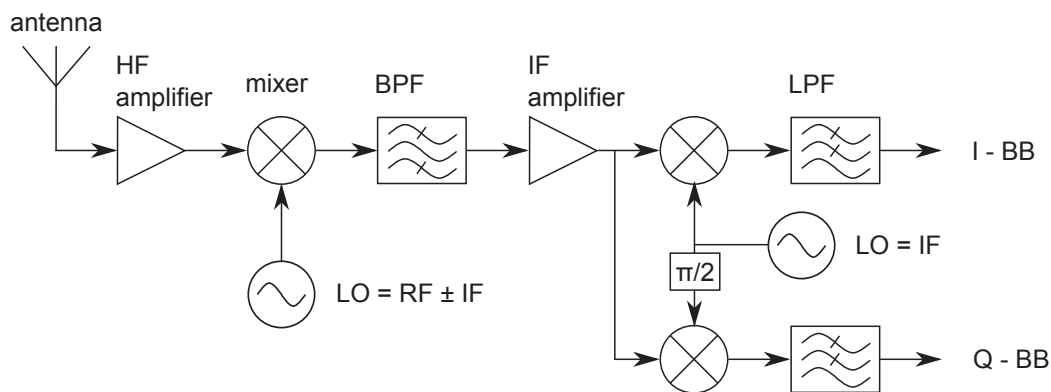 antenna
HF
amplifier
mixer
BPF
IF
amplifier
LPF
I - BB
LO = IF
π/2
LO = RF ± IF
Q - BB